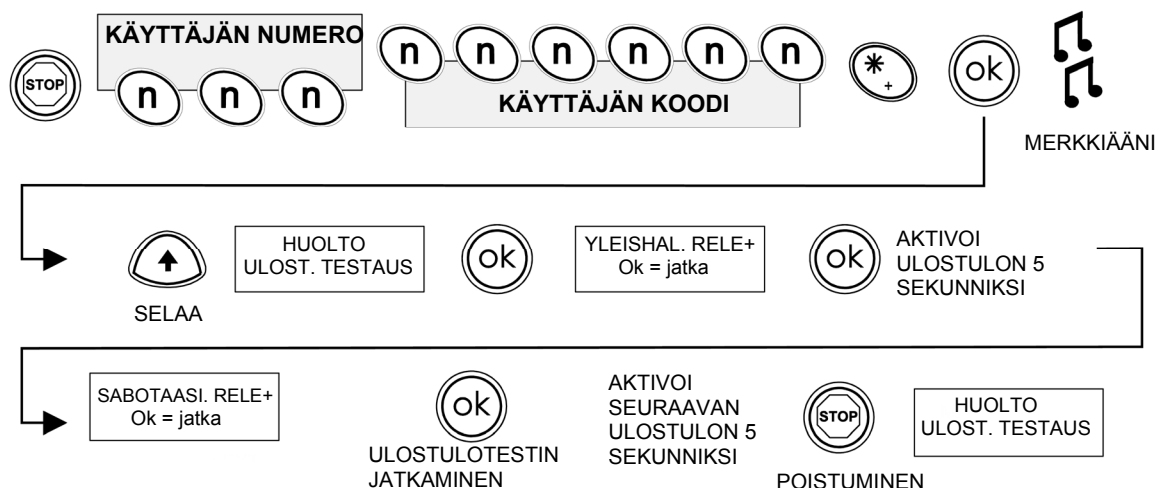 KÄYTTÄJÄN NUMERO
STOP
n n n
n n n n n n
KÄYTTÄJÄN KOODI
*
+
ok
MERKKIÄÄNI
SELAA
HUOLTO
ULOST. TESTAUS
ok
YLEISHAL. RELE+
Ok = jatka
ok
AKTIVOI
ULOSTULON 5
SEKUNNIKSI
SABOTAASI. RELE+
Ok = jatka
ok
ULOSTULOTESTIN
JATKAMINEN
AKTIVOI
SEURAAVAN
ULOSTULON 5
SEKUNNIKSI
STOP
POISTUMINEN
HUOLTO
ULOST. TESTAUS